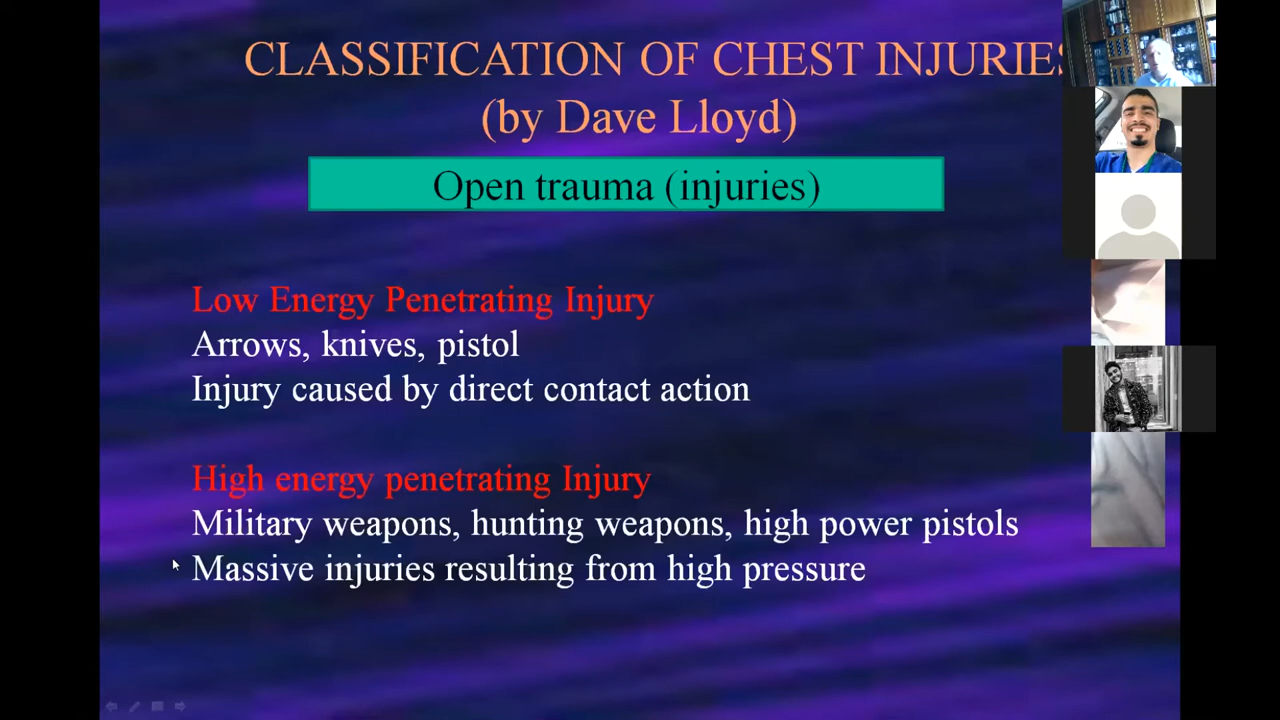 CLASSIFICATION OF CHEST INJURIES
(by Dave Lloyd)
Open trauma (injuries)
Low Energy Penetrating Injury
Arrows, knives, pistol
Injury caused by direct contact action
High energy penetrating Injury
Military weapons, hunting weapons, high power pistols
Massive injuries resulting from high pressure